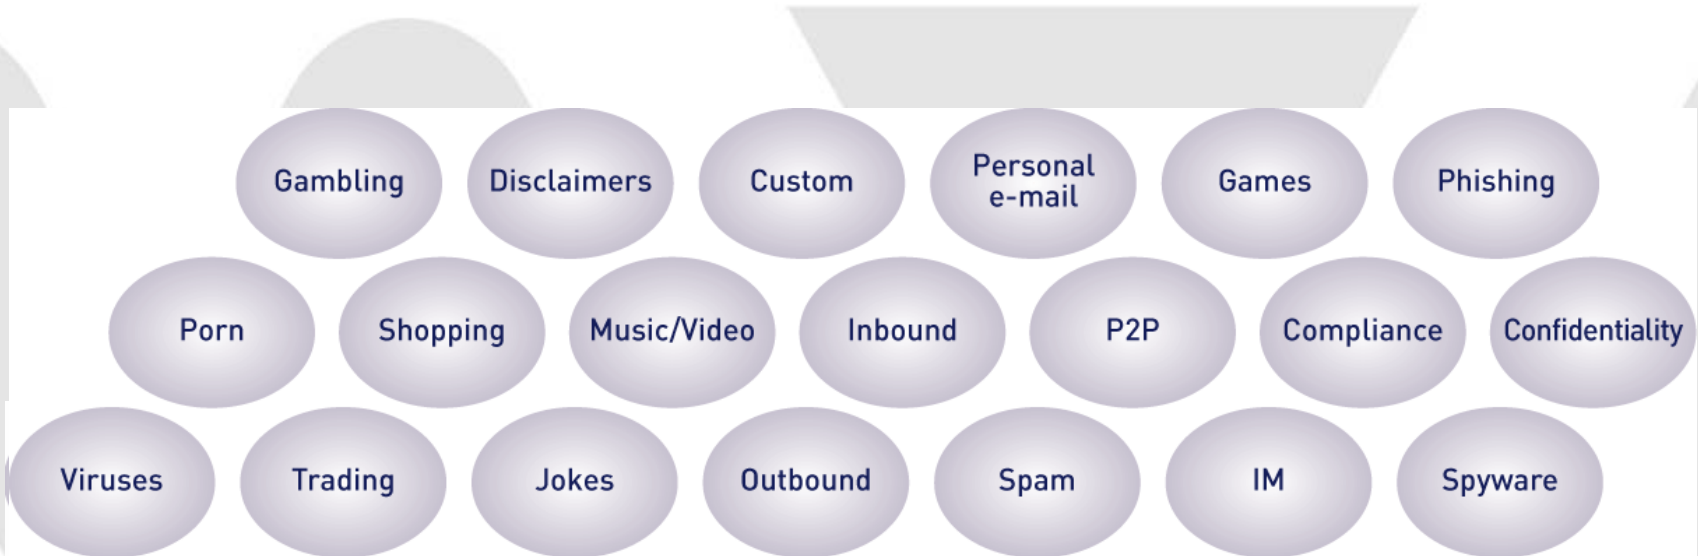 Gambling
Disclaimers
Custom
Personal
e-mail
Games
Phishing
Porn
Shopping
Music/Video
Inbound
P2P
Compliance
Confidentiality
Viruses
Trading
Jokes
Outbound
Spam
IM
Spyware